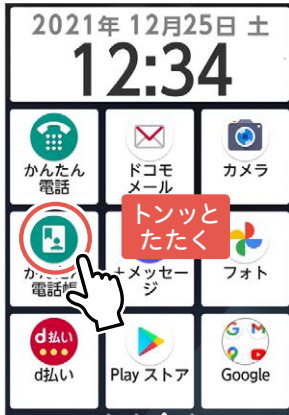 2021年 12月25日 土
12:34
かんたん
電話
ドコモ
メール
カメラ
トンッと
たたく
電話帳
+メッセー
ジ
フォト
d払い
d払い
Play ストア
Google